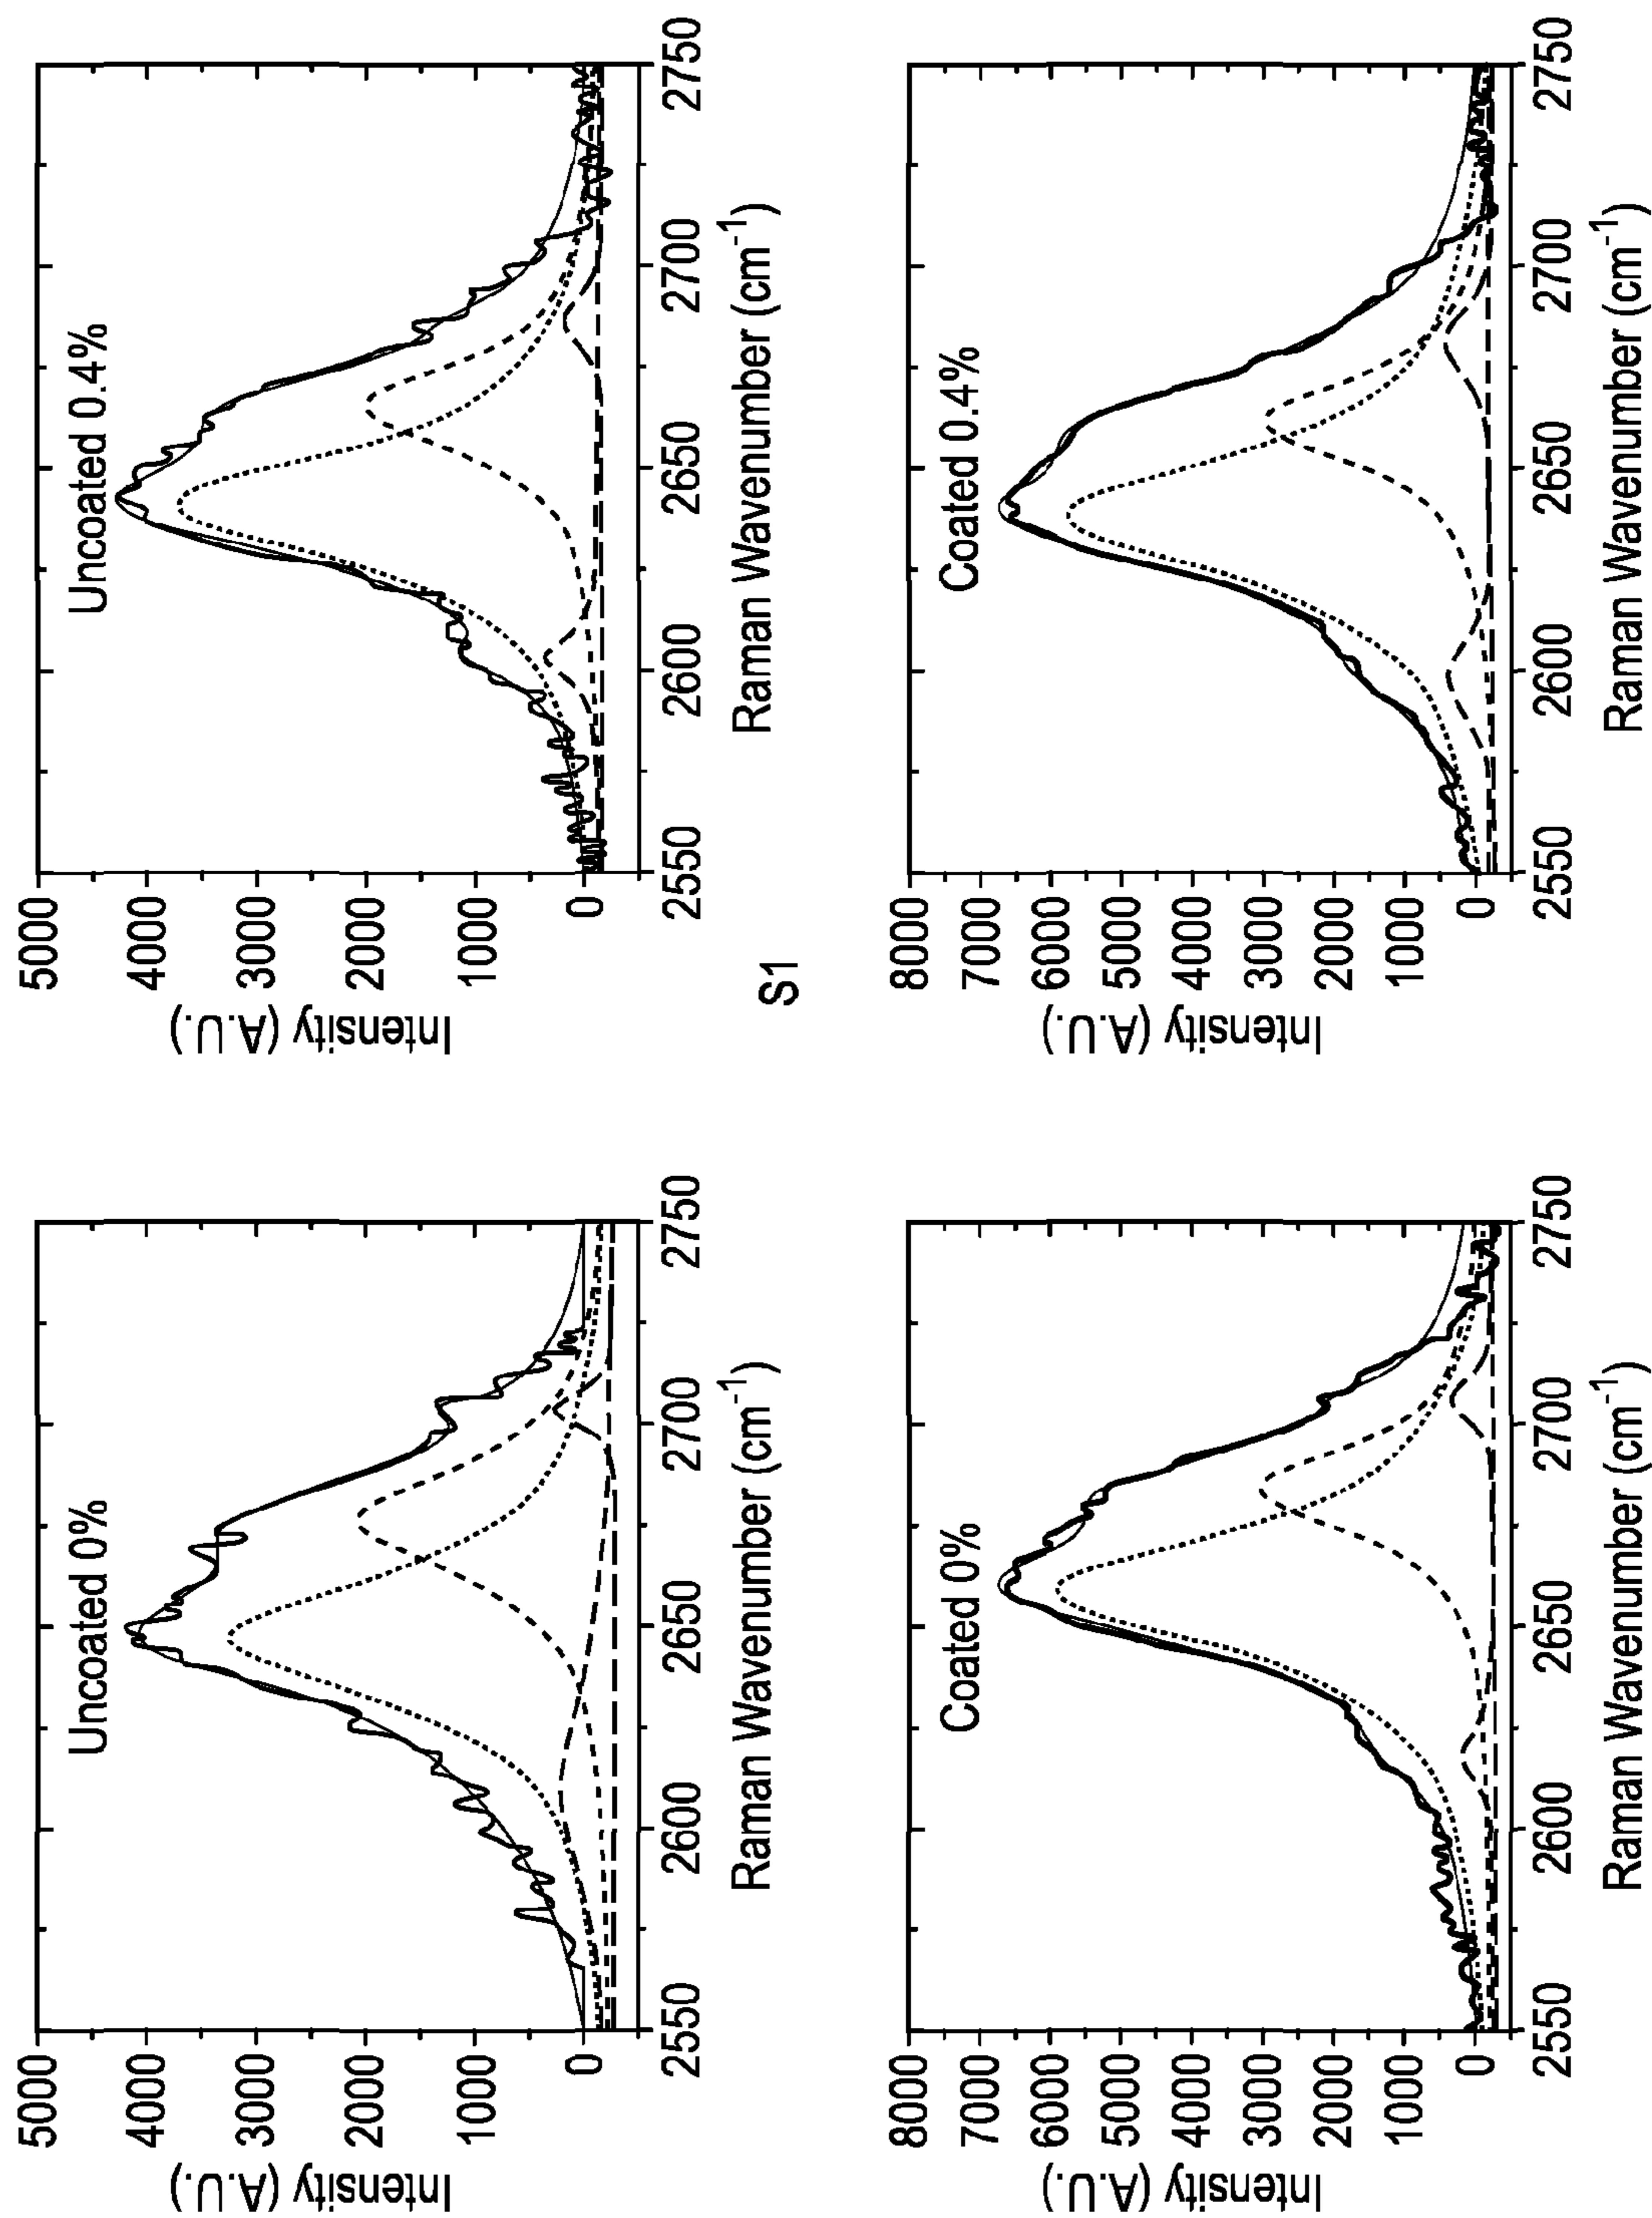 Uncoated 0%
Intensity (A.U.)
5000
4000
3000
2000
1000
0
2550 2600 2650 2700 2750
Raman Wavenumber (cm⁻¹)
Uncoated 0.4%
Intensity (A.U.)
5000
4000
3000
2000
1000
0
2550 2600 2650 2700 2750
Raman Wavenumber (cm⁻¹)
S1
Coated 0%
Intensity (A.U.)
8000
7000
6000
5000
4000
3000
2000
1000
0
2550 2600 2650 2700 2750
Raman Wavenumber (cm⁻¹)
Coated 0.4%
Intensity (A.U.)
8000
7000
6000
5000
4000
3000
2000
1000
0
2550 2600 2650 2700 2750
Raman Wavenumber (cm⁻¹)